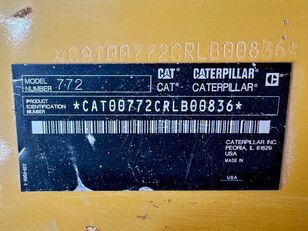 *CAT00772CRLB00836*
MODEL NUMBER 772
CAT® CATERPILLAR
CAT® CATERPILLAR
PRODUCT IDENTIFICATION NUMBER
*CAT00772CRLB00836*
CATERPILLAR INC.
PEORIA, IL 61629
USA
MADE IN
USA